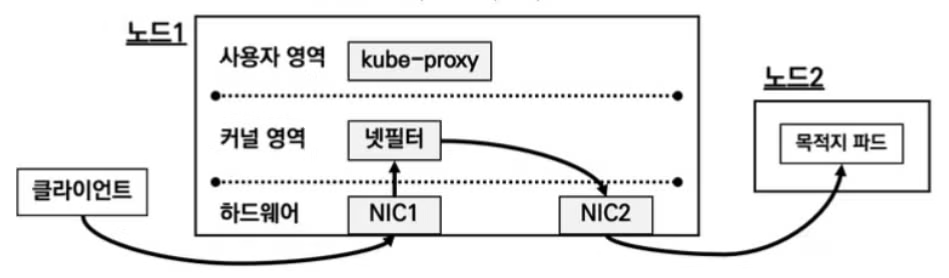 노드1
사용자 영역
kube-proxy
노드2
커널 영역
넷필터
목적지 파드
클라이언트
하드웨어
NIC1
NIC2